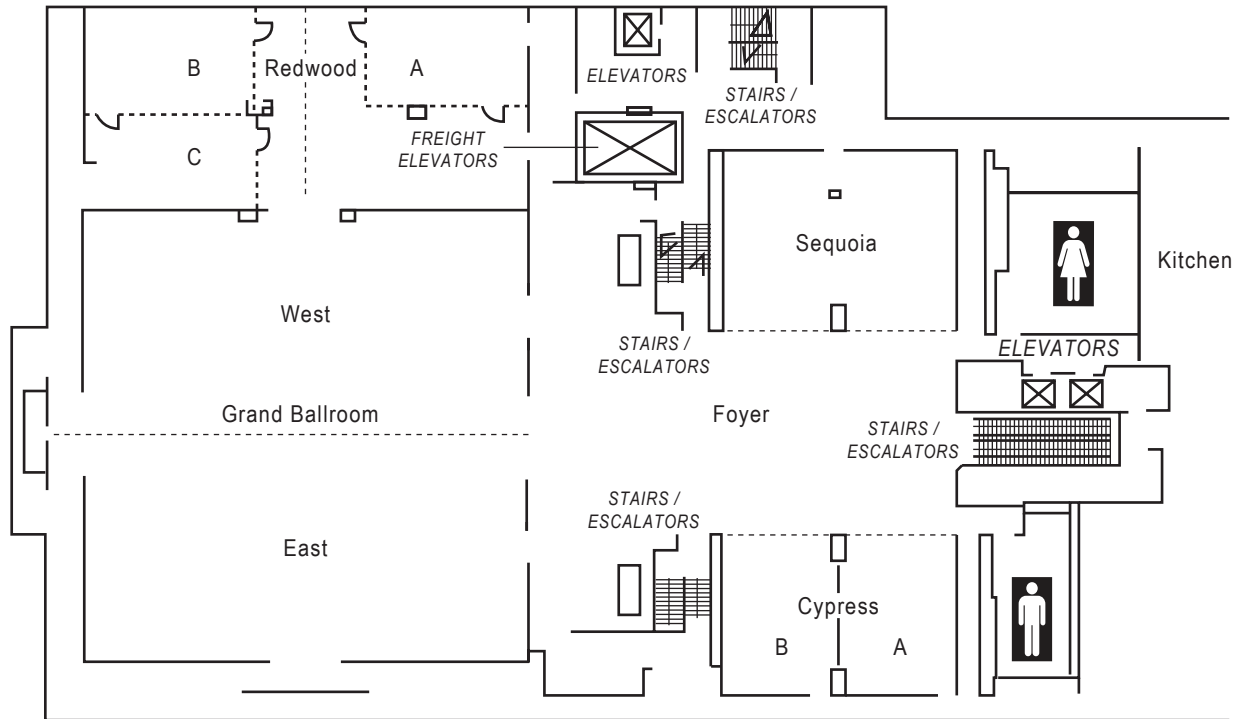 B
Redwood
A
ELEVATORS
STAIRS /
ESCALATORS
FREIGHT
ELEVATORS
C
Sequoia
Kitchen
West
STAIRS /
ESCALATORS
ELEVATORS
Grand Ballroom
Foyer
STAIRS /
ESCALATORS
STAIRS /
ESCALATORS
East
Cypress
B
A